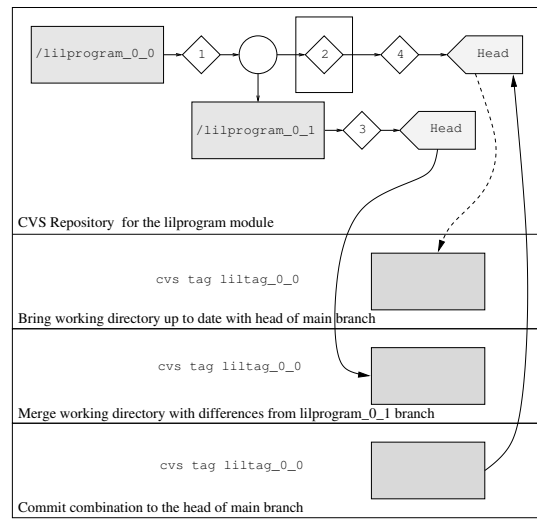 /lilprogram_0_0
1
2
4
Head
/lilprogram_0_1
3
Head
CVS Repository for the lilprogram module
cvs tag liltag_0_0
Bring working directory up to date with head of main branch
cvs tag liltag_0_0
Merge working directory with differences from lilprogram_0_1 branch
cvs tag liltag_0_0
Commit combination to the head of main branch